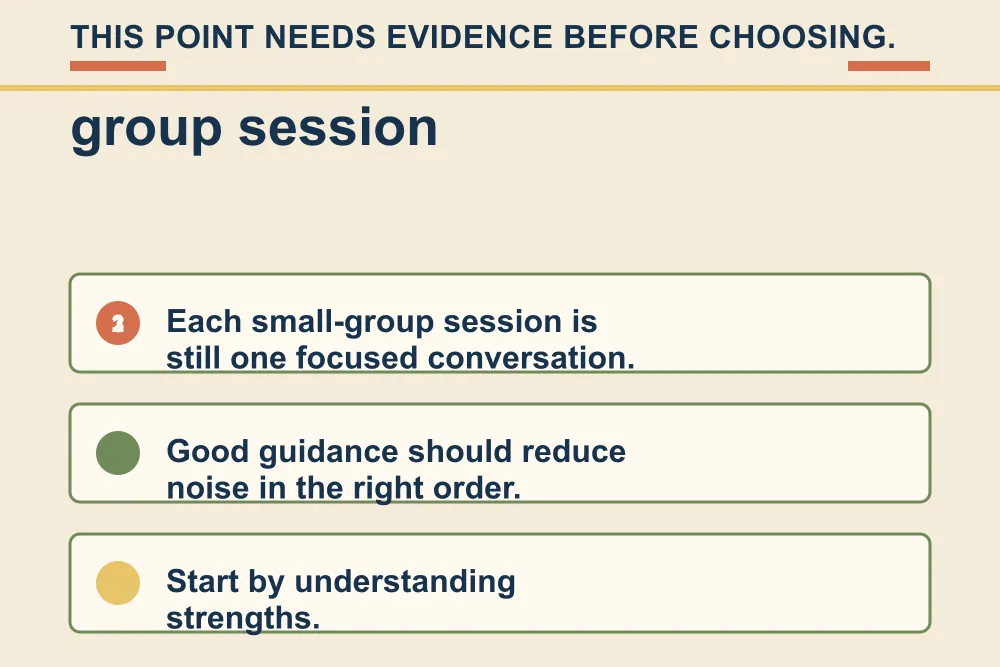 THIS POINT NEEDS EVIDENCE BEFORE CHOOSING.
group session
Each small-group session is
still one focused conversation.
Good guidance should reduce
noise in the right order.
Start by understanding
strengths.